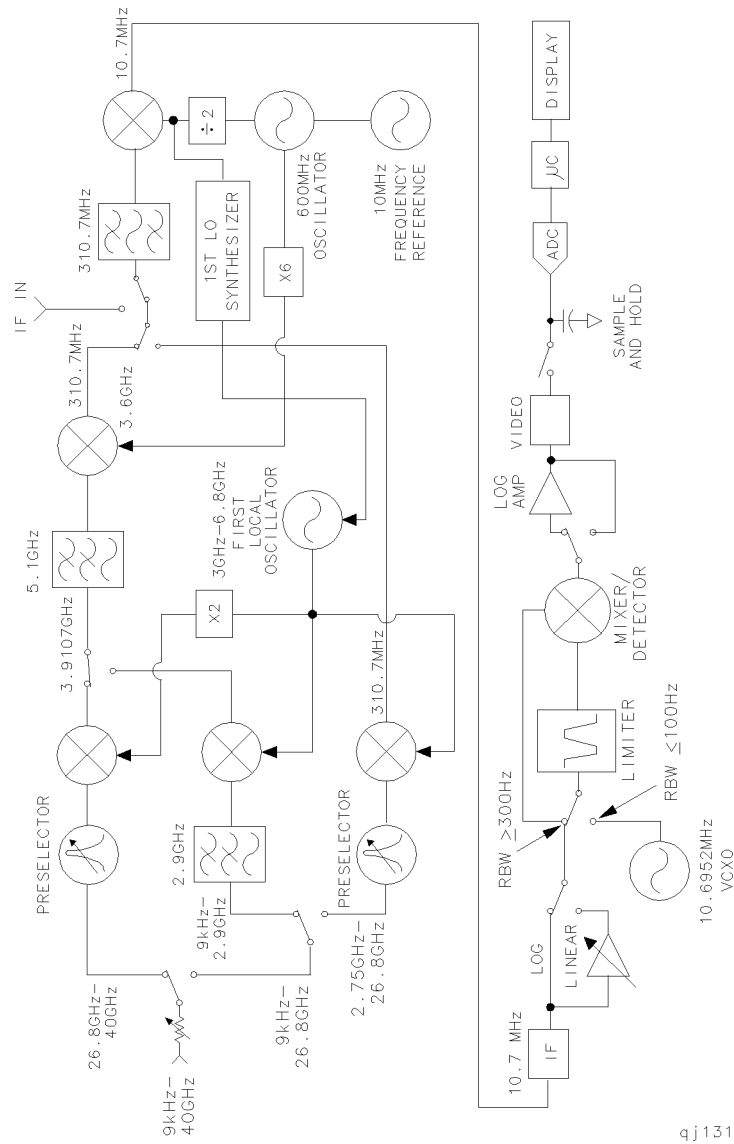 9kHz-
40GHz
26.8GHz-
40GHz
PRESELECTOR
3.9107GHz
5.1GHz
310.7MHz
3.6GHz
IF IN
310.7MHz
10.7MHz
9kHz-
26.8GHz
9kHz-
2.9GHz
2.9GHz
X2
3GHz-6.8GHz
FIRST
LOCAL
OSCILLATOR
1ST LO
SYNTHESIZER
÷2
X6
600MHz
OSCILLATOR
10MHz
FREQUENCY
REFERENCE
2.75GHz-
26.8GHz
PRESELECTOR
310.7MHz
10.7 MHz
IF
LOG
LINEAR
RBW ≥300Hz
RBW ≤100Hz
10.6952MHz
VCXO
LIMITER
MIXER/
DETECTOR
LOG
AMP
VIDEO
SAMPLE
AND HOLD
ADC
μC
DISPLAY
qj131